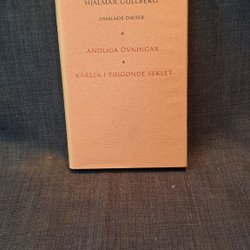 HJALMAR GULLBERG
SAMLADE DIKTER
ANDLIGA ÖVNINGAR
KÄRLEK I TJUGONDE SEKLET